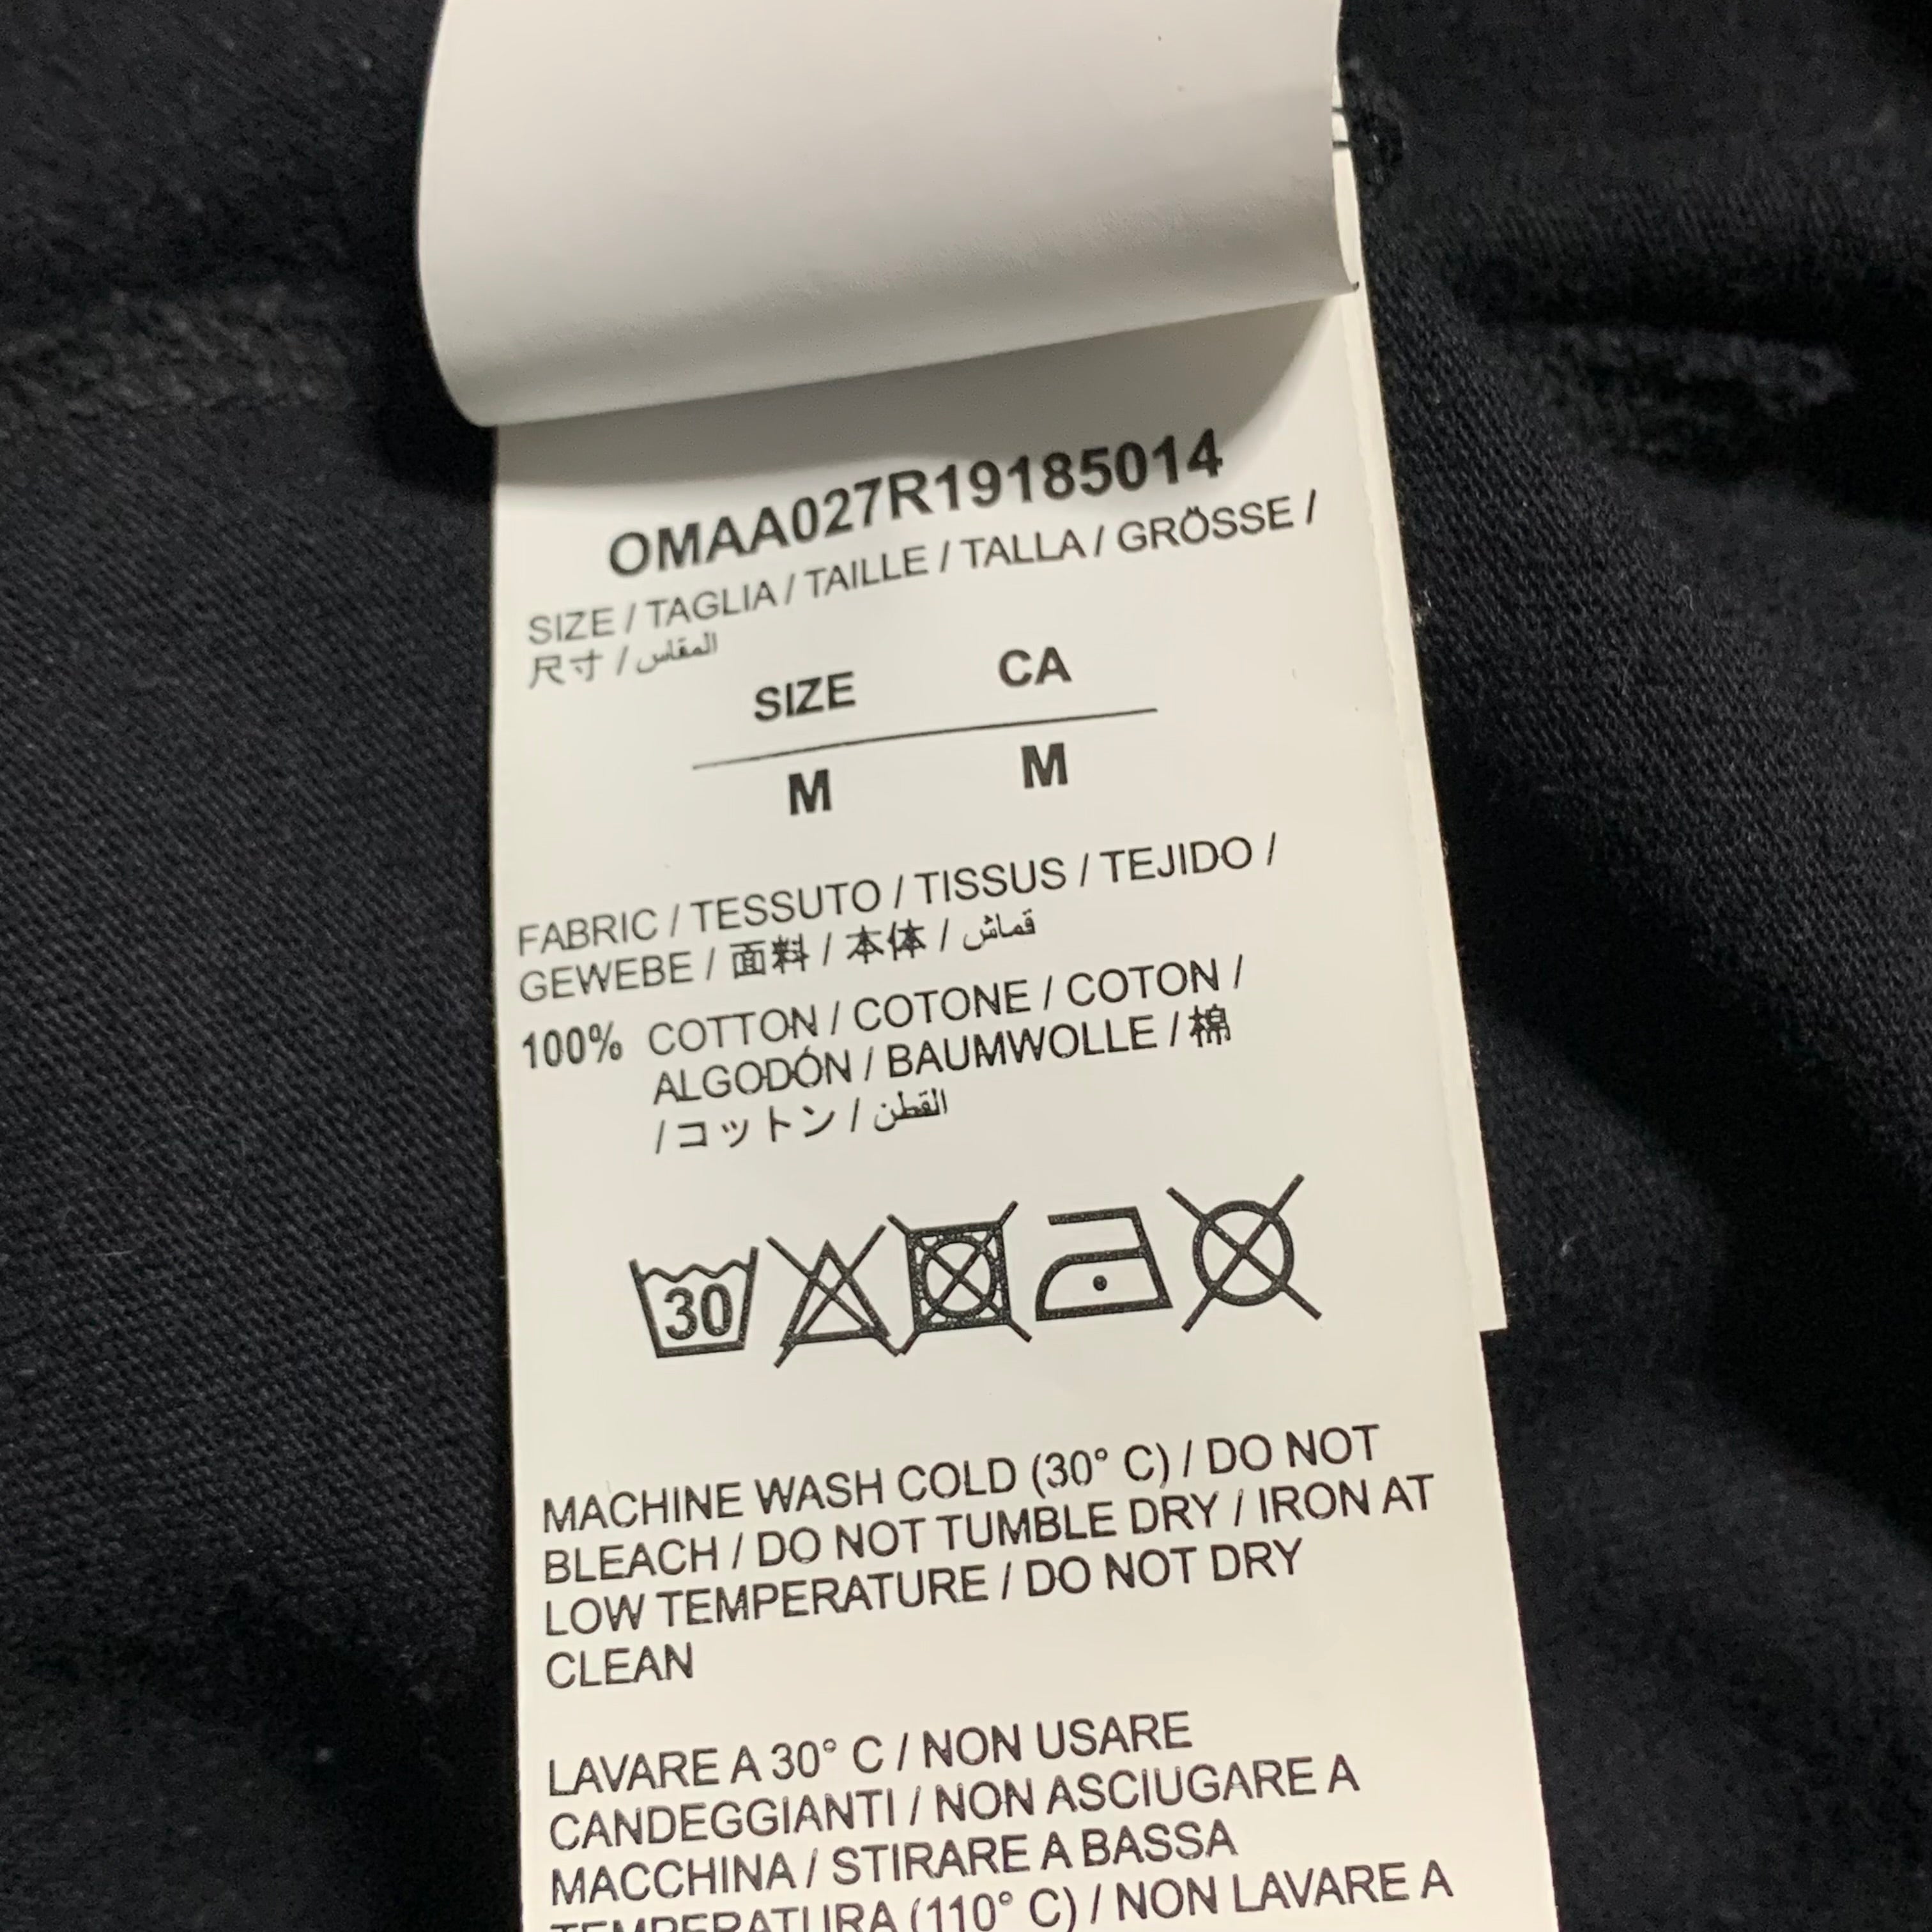 OMAA027R19185014
SIZE / TAGLIA / TAILLE / TALLA / GRÖSSE /
尺寸 / المقاس
SIZE CA
M M
FABRIC / TESSUTO / TISSUS / TEJIDO /
GEWEBE / 面料 / 本体 / قماش
100% COTTON / COTONE / COTON /
ALGODÓN / BAUMWOLLE / 棉
/ コットン / القطن
30
MACHINE WASH COLD (30° C) / DO NOT
BLEACH / DO NOT TUMBLE DRY / IRON AT
LOW TEMPERATURE / DO NOT DRY
CLEAN
LAVARE A 30° C / NON USARE
CANDEGGIANTI / NON ASCIUGARE A
MACCHINA / STIRARE A BASSA
TEMPERATURA (110° C) / NON LAVARE A